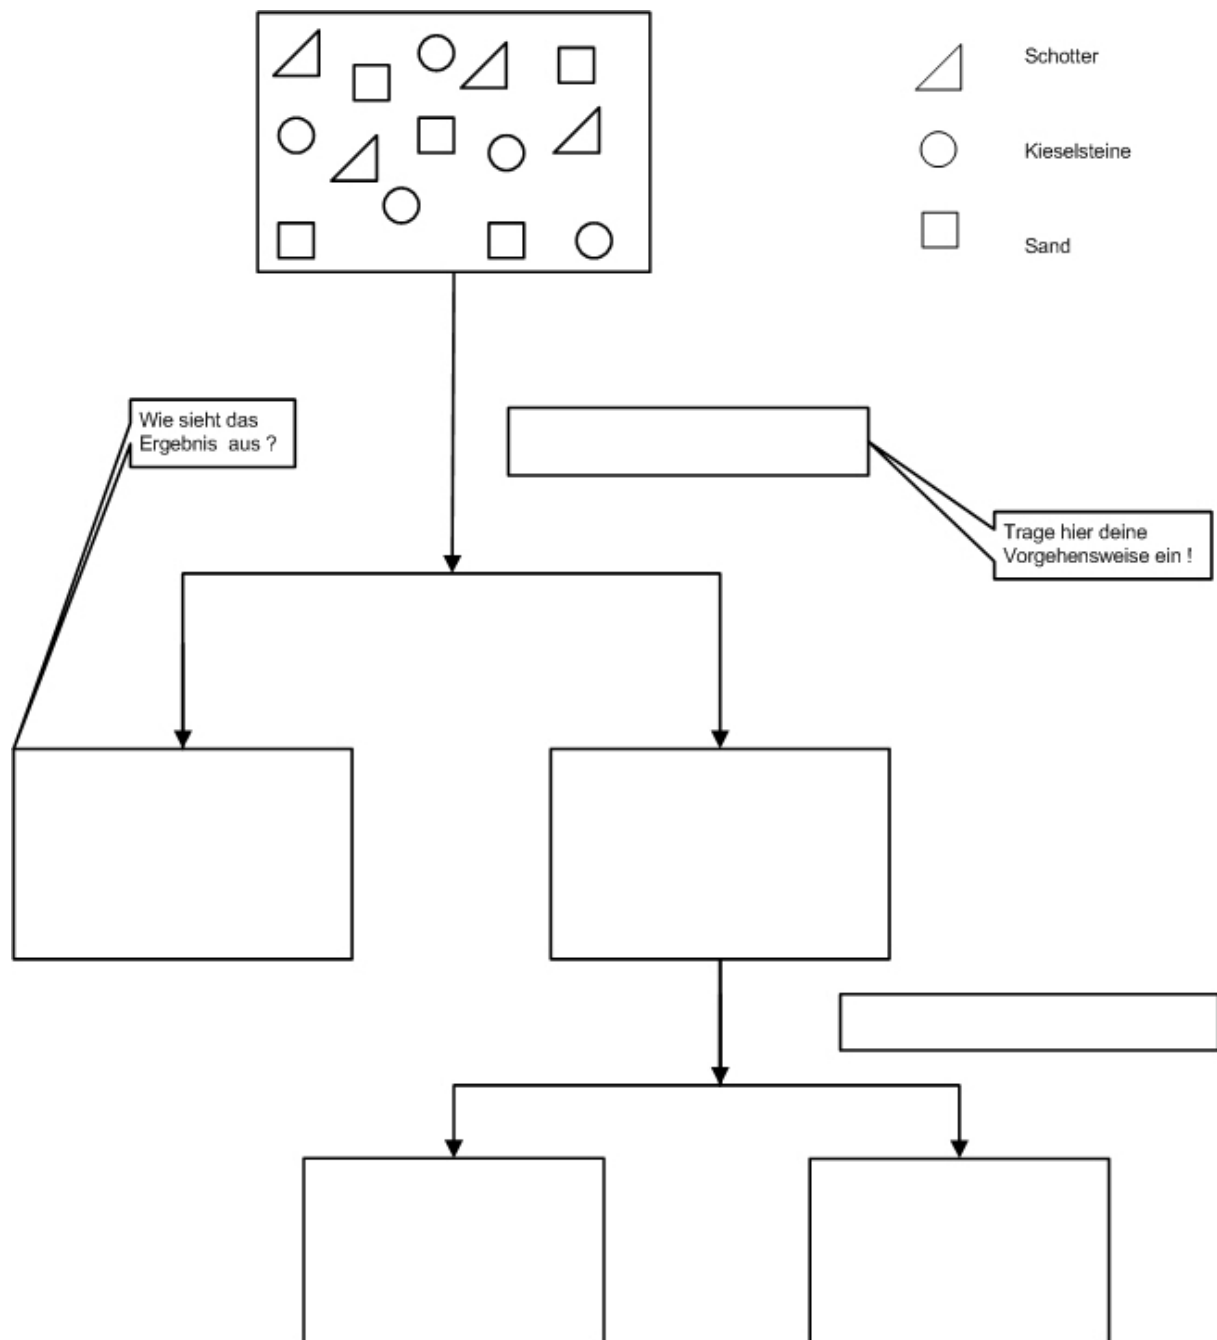 Schotter
Kieselsteine
Sand
Wie sieht das
Ergebnis aus ?
Trage hier deine
Vorgehensweise ein !